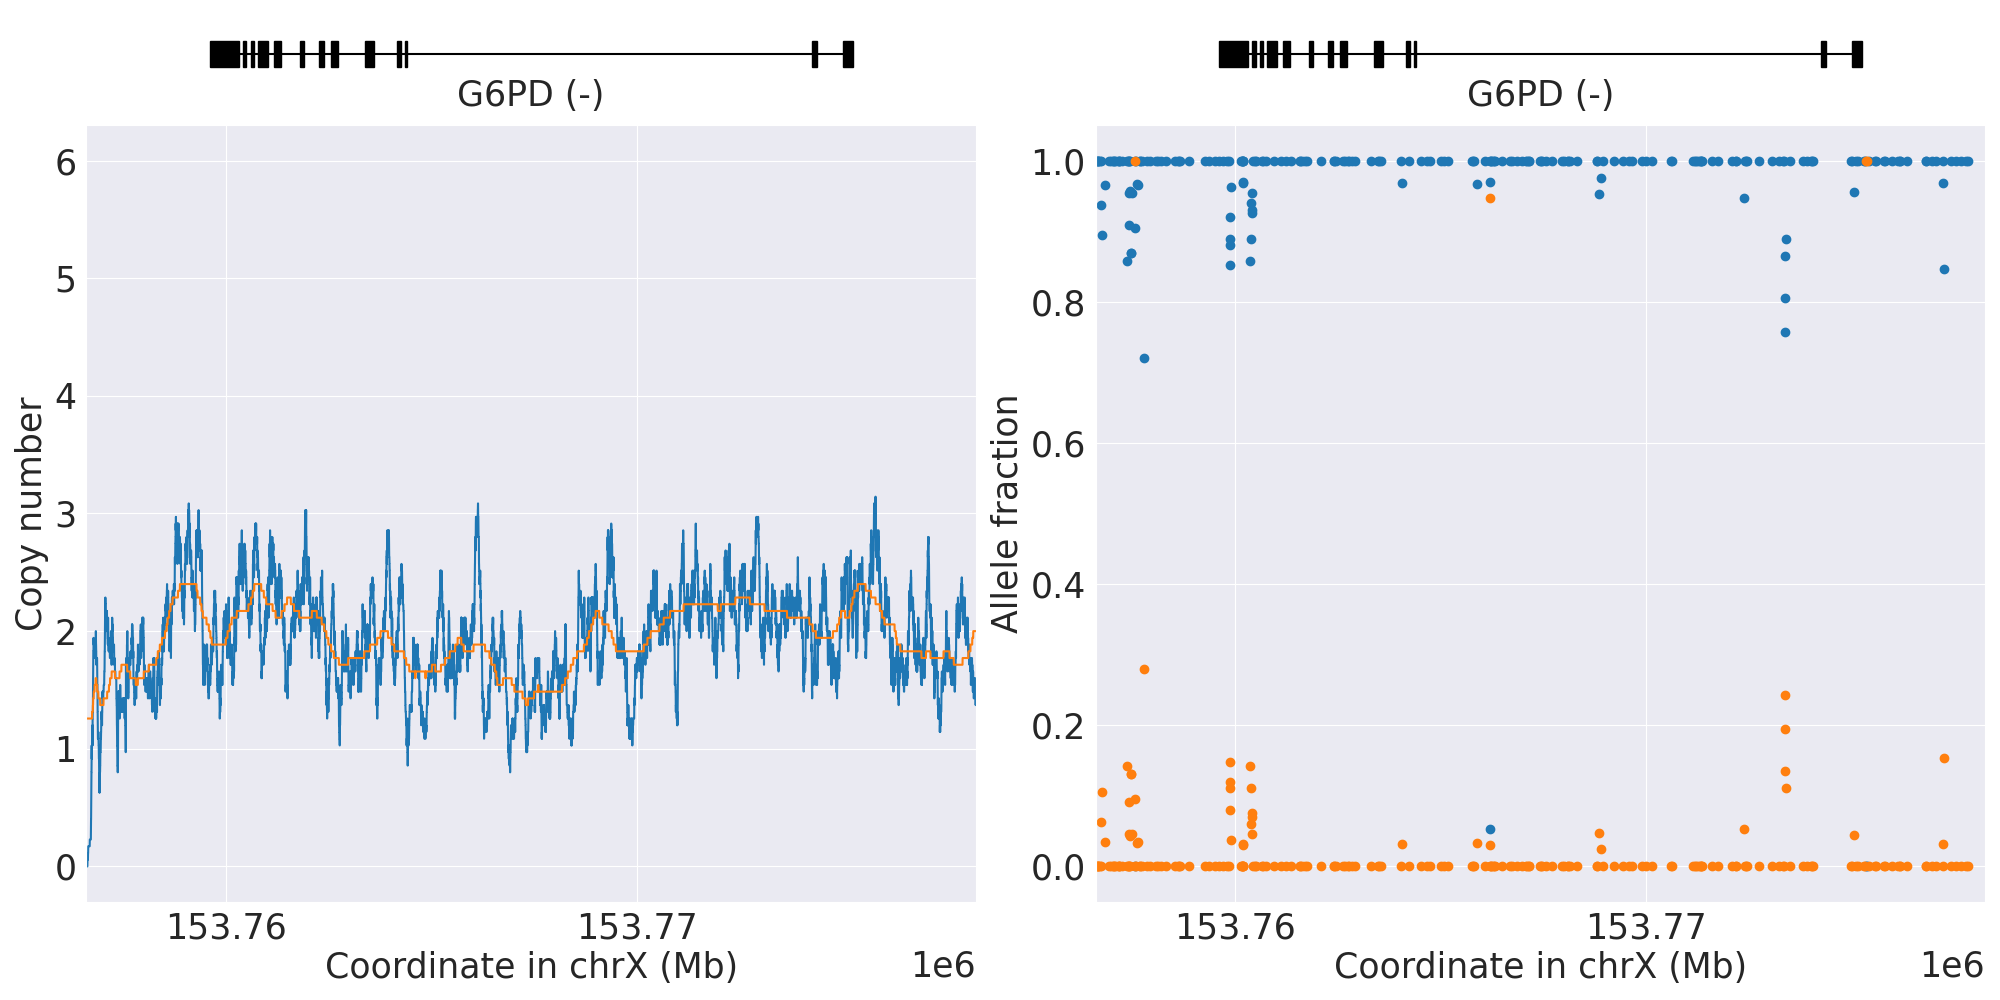 G6PD (-)
6
5
4
3
2
1
0
Copy number
153.76
153.77
Coordinate in chrX (Mb)
1e6
G6PD (-)
1.0
0.8
0.6
0.4
0.2
0.0
Allele fraction
153.76
153.77
Coordinate in chrX (Mb)
1e6